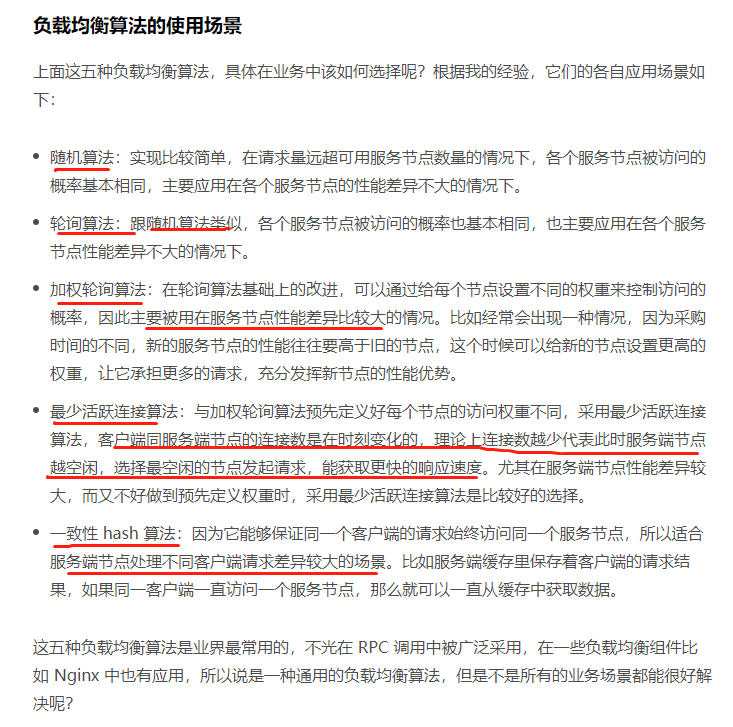 负载均衡算法的使用场景
上面这五种负载均衡算法，具体在业务中该如何选择呢？根据我的经验，它们的各自应用场景如
下：
随机算法：实现比较简单，在请求量远超可用服务节点数量的情况下，各个服务节点被访问的
概率基本相同，主要应用在各个服务节点的性能差异不大的情况下。
轮询算法：跟随机算法类似，各个服务节点被访问的概率也基本相同，也主要应用在各个服务
节点性能差异不大的情况下。
加权轮询算法：在轮询算法基础上的改进，可以通过给每个节点设置不同的权重来控制访问的
概率，因此主要被用在服务节点性能差异比较大的情况。比如经常会出现一种情况，因为采购
时间的不同，新的服务节点的性能往往要高于旧的节点，这个时候可以给新的节点设置更高的
权重，让它承担更多的请求，充分发挥新节点的性能优势。
最少活跃连接算法：与加权轮询算法预先定义好每个节点的访问权重不同，采用最少活跃连接
算法，客户端同服务端节点的连接数是在时刻变化的，理论上连接数越少代表此时服务端节点
越空闲，选择最空闲的节点发起请求，能获取更快的响应速度。尤其在服务端节点性能差异较
大，而又不好做到预先定义权重时，采用最少活跃连接算法是比较好的选择。
一致性 hash 算法：因为它能够保证同一个客户端的请求始终访问同一个服务节点，所以适合
服务端节点处理不同客户端请求差异较大的场景。比如服务端缓存里保存着客户端的请求结
果，如果同一客户端一直访问一个服务节点，那么就可以一直从缓存中获取数据。
这五种负载均衡算法是业界最常用的，不光在 RPC 调用中被广泛采用，在一些负载均衡组件比
如 Nginx 中也有应用，所以说是一种通用的负载均衡算法，但是不是所有的业务场景都能很好解
决呢？